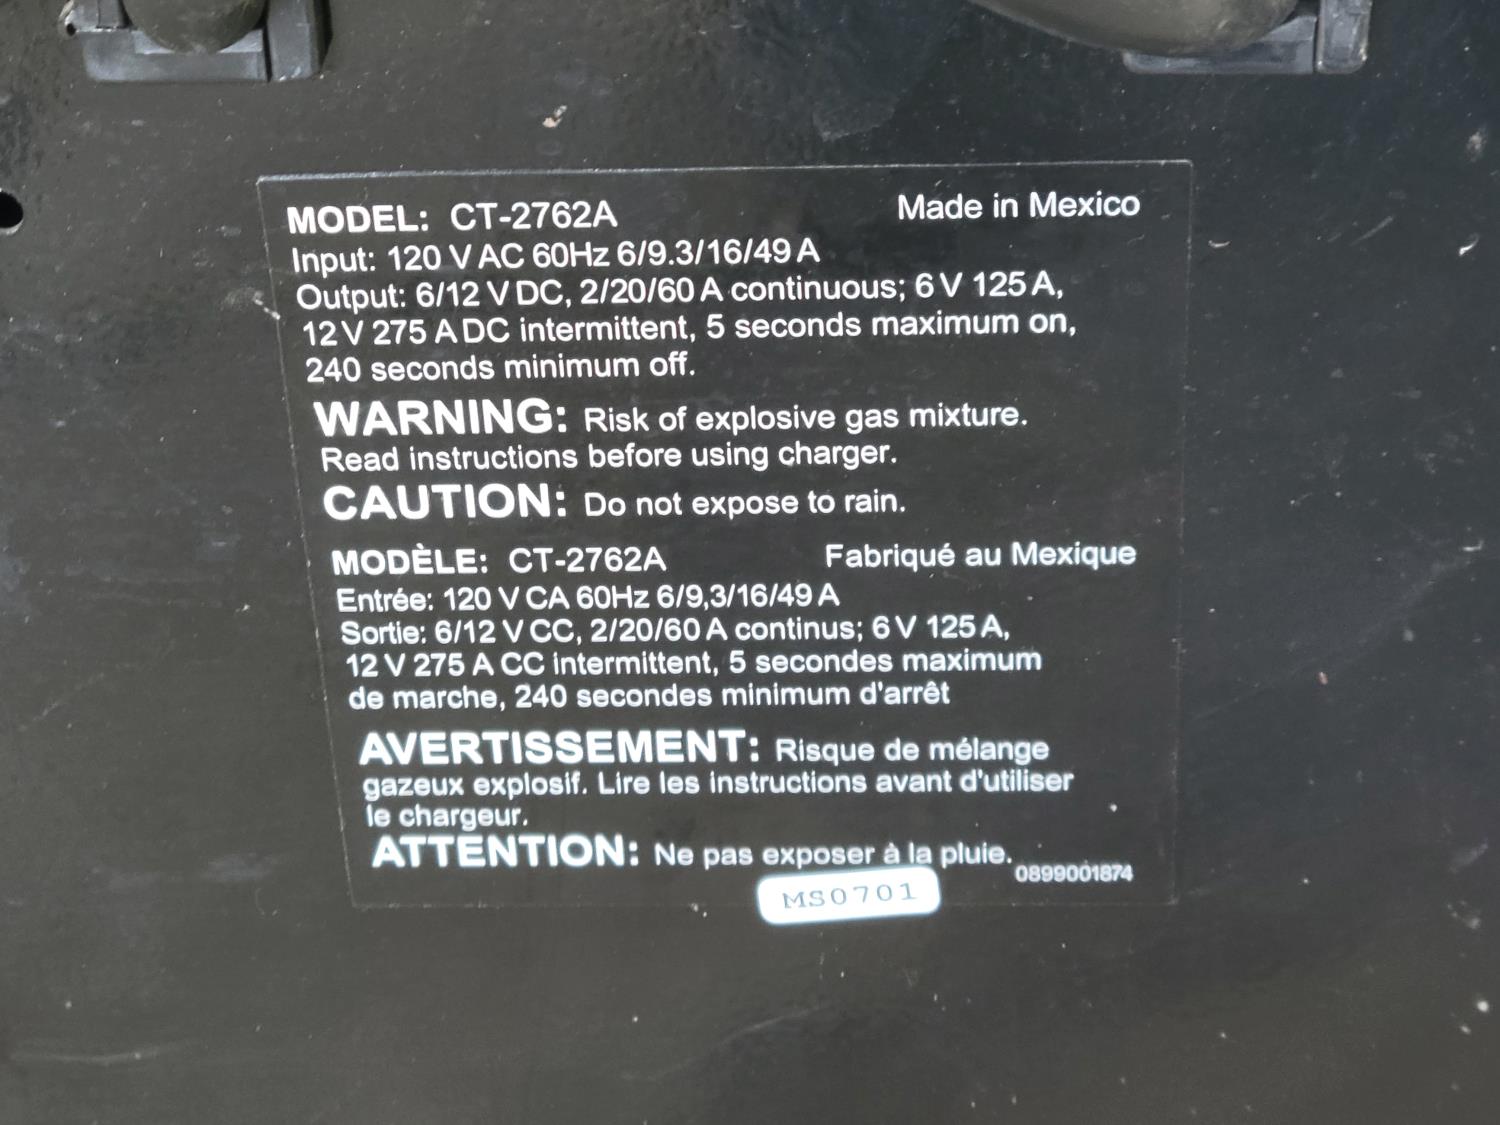 MODEL: CT-2762A Made in Mexico
Input: 120 V AC 60Hz 6/9.3/16/49 A
Output: 6/12 V DC, 2/20/60 A continuous; 6 V 125 A,
12 V 275 A DC intermittent, 5 seconds maximum on,
240 seconds minimum off.
WARNING: Risk of explosive gas mixture.
Read instructions before using charger.
CAUTION: Do not expose to rain.
MODÈLE: CT-2762A Fabriqué au Mexique
Entrée: 120 V CA 60Hz 6/9,3/16/49 A
Sortie: 6/12 V CC, 2/20/60 A continus; 6 V 125 A,
12 V 275 A CC intermittent, 5 secondes maximum
de marche, 240 secondes minimum d'arrêt
AVERTISSEMENT: Risque de mélange
gazeux explosif. Lire les instructions avant d'utiliser
le chargeur.
ATTENTION: Ne pas exposer à la pluie.
0899001874
MS0701